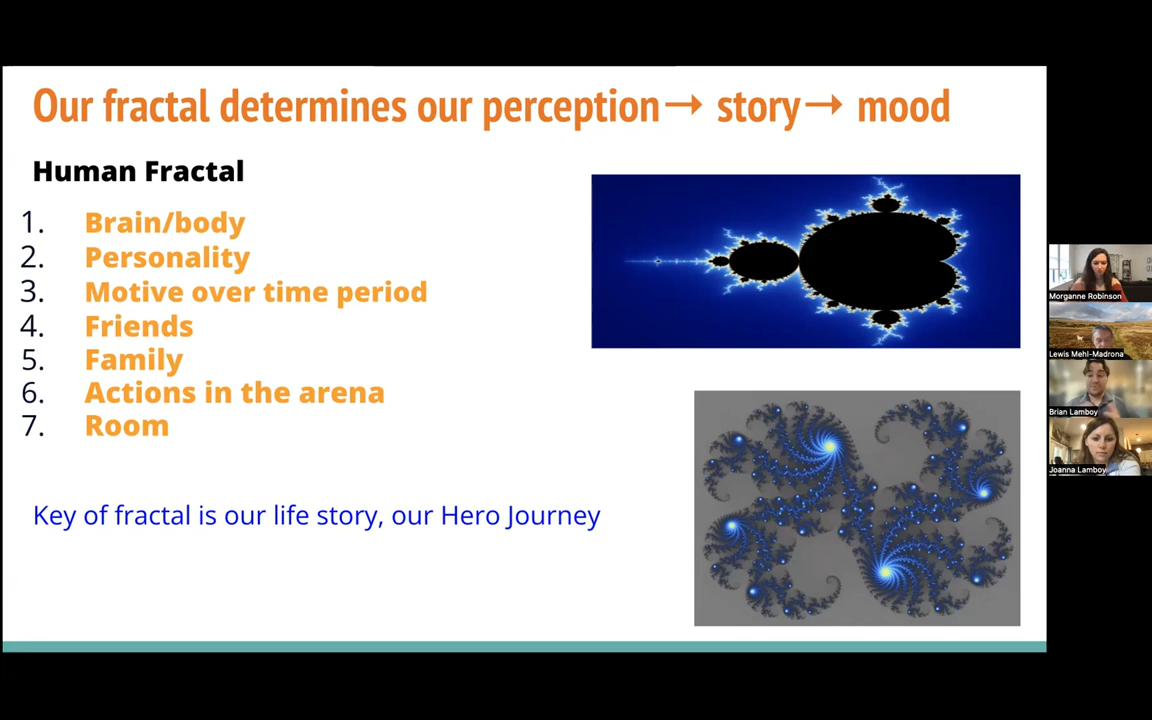 Our fractal determines our perception→ story→ mood
Human Fractal
1. Brain/body
2. Personality
3. Motive over time period
4. Friends
5. Family
6. Actions in the arena
7. Room
Key of fractal is our life story, our Hero Journey
Morganne Robinson
Lewis Mehl-Madrona
Brian Lamboy
Joanna Lamboy